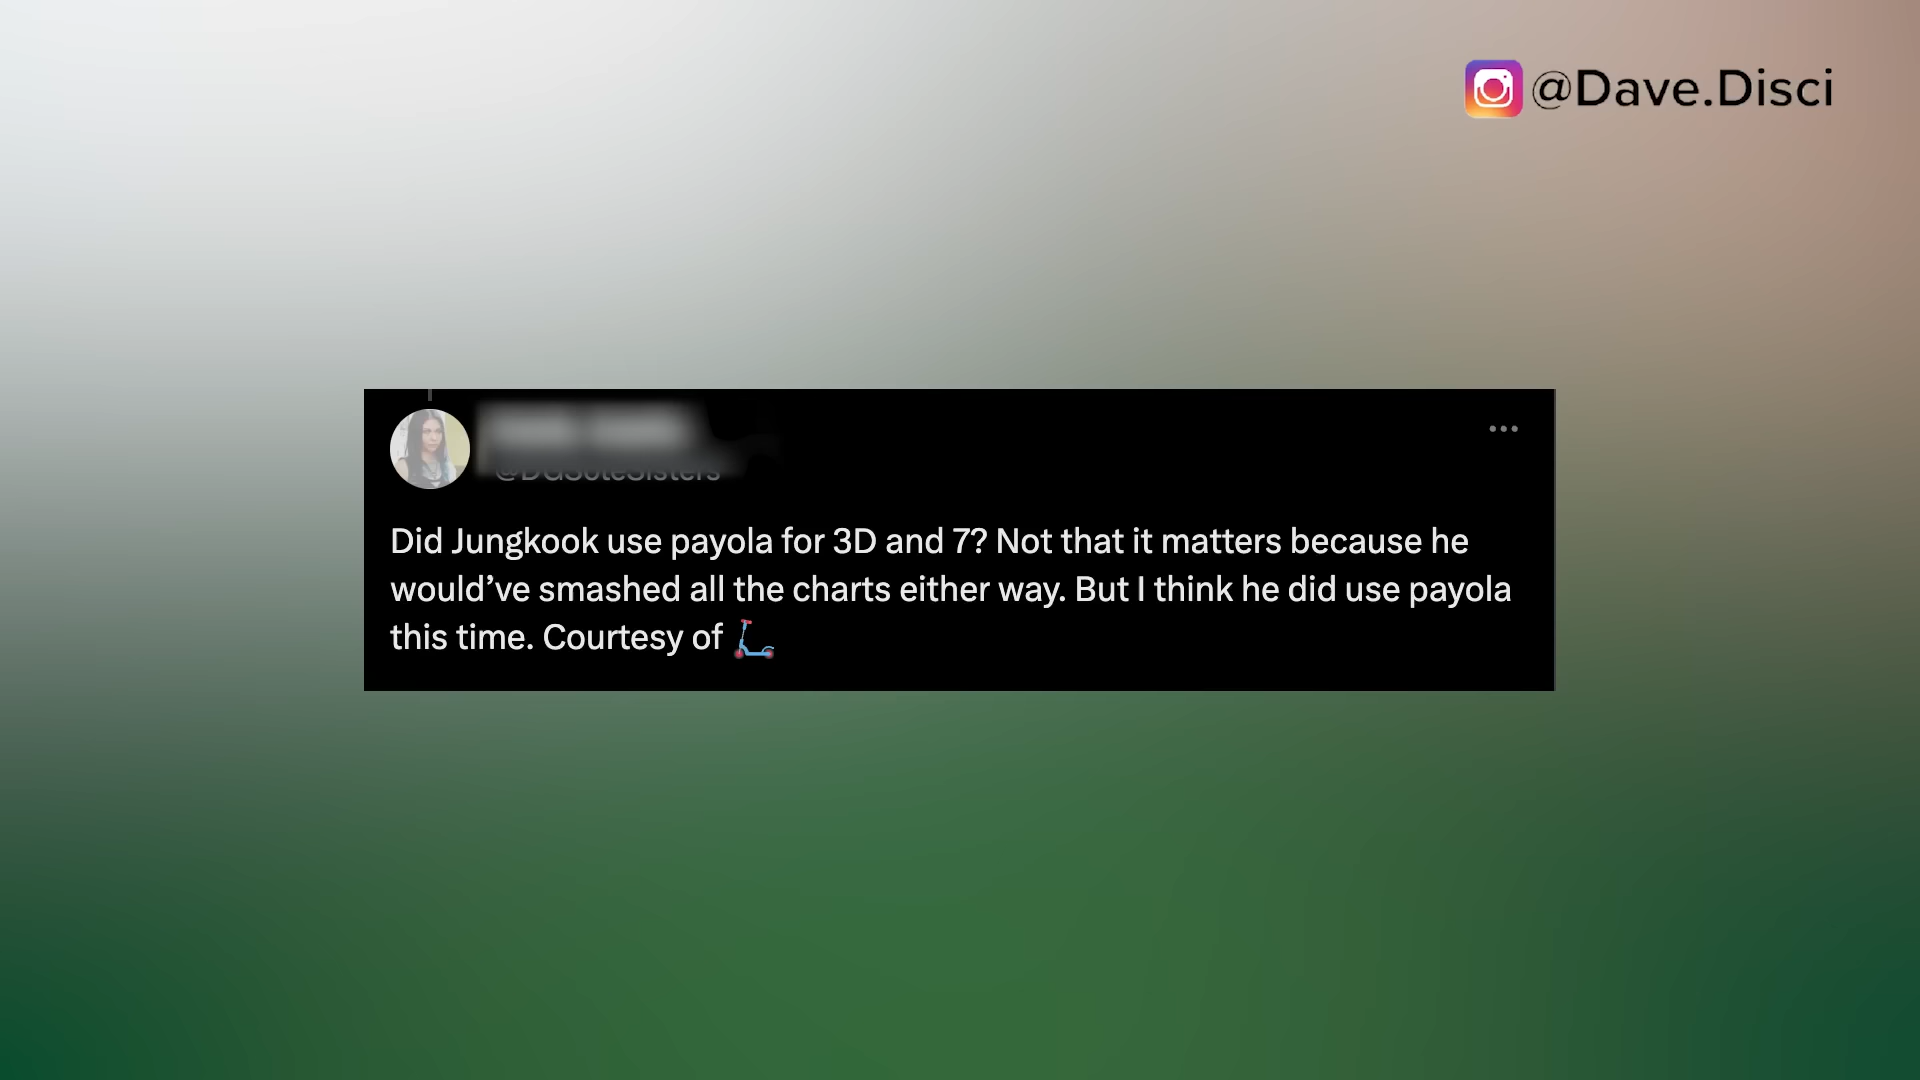 @Dave.Disci
Did Jungkook use payola for 3D and 7? Not that it matters because he
would’ve smashed all the charts either way. But I think he did use payola
this time. Courtesy of 🛴